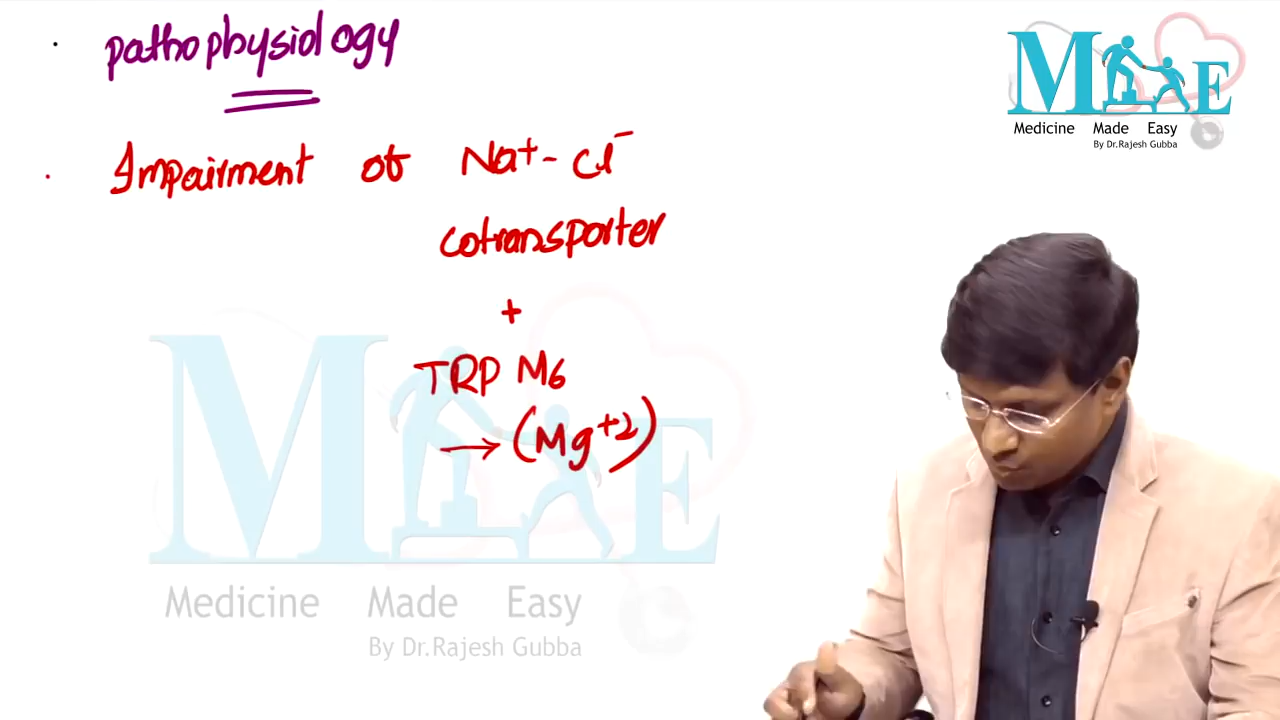 pathophysiology
Impairment of Na+ - Cl-
cotransporter
+
TRP M6
→ (Mg+2)
ME
Medicine Made Easy
By Dr.Rajesh Gubba
M E
Medicine Made Easy
By Dr.Rajesh Gubba